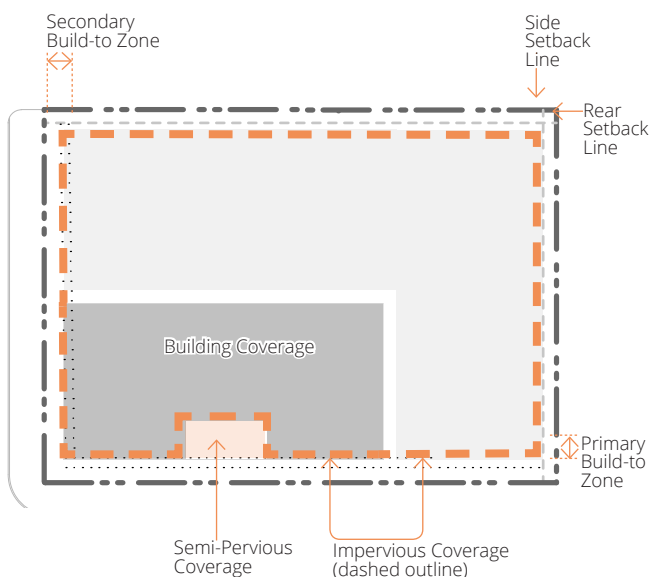 Secondary
Build-to Zone
Side
Setback
Line
Rear
Setback
Line
Building Coverage
Primary
Build-to
Zone
Semi-Pervious
Coverage
Impervious Coverage
(dashed outline)